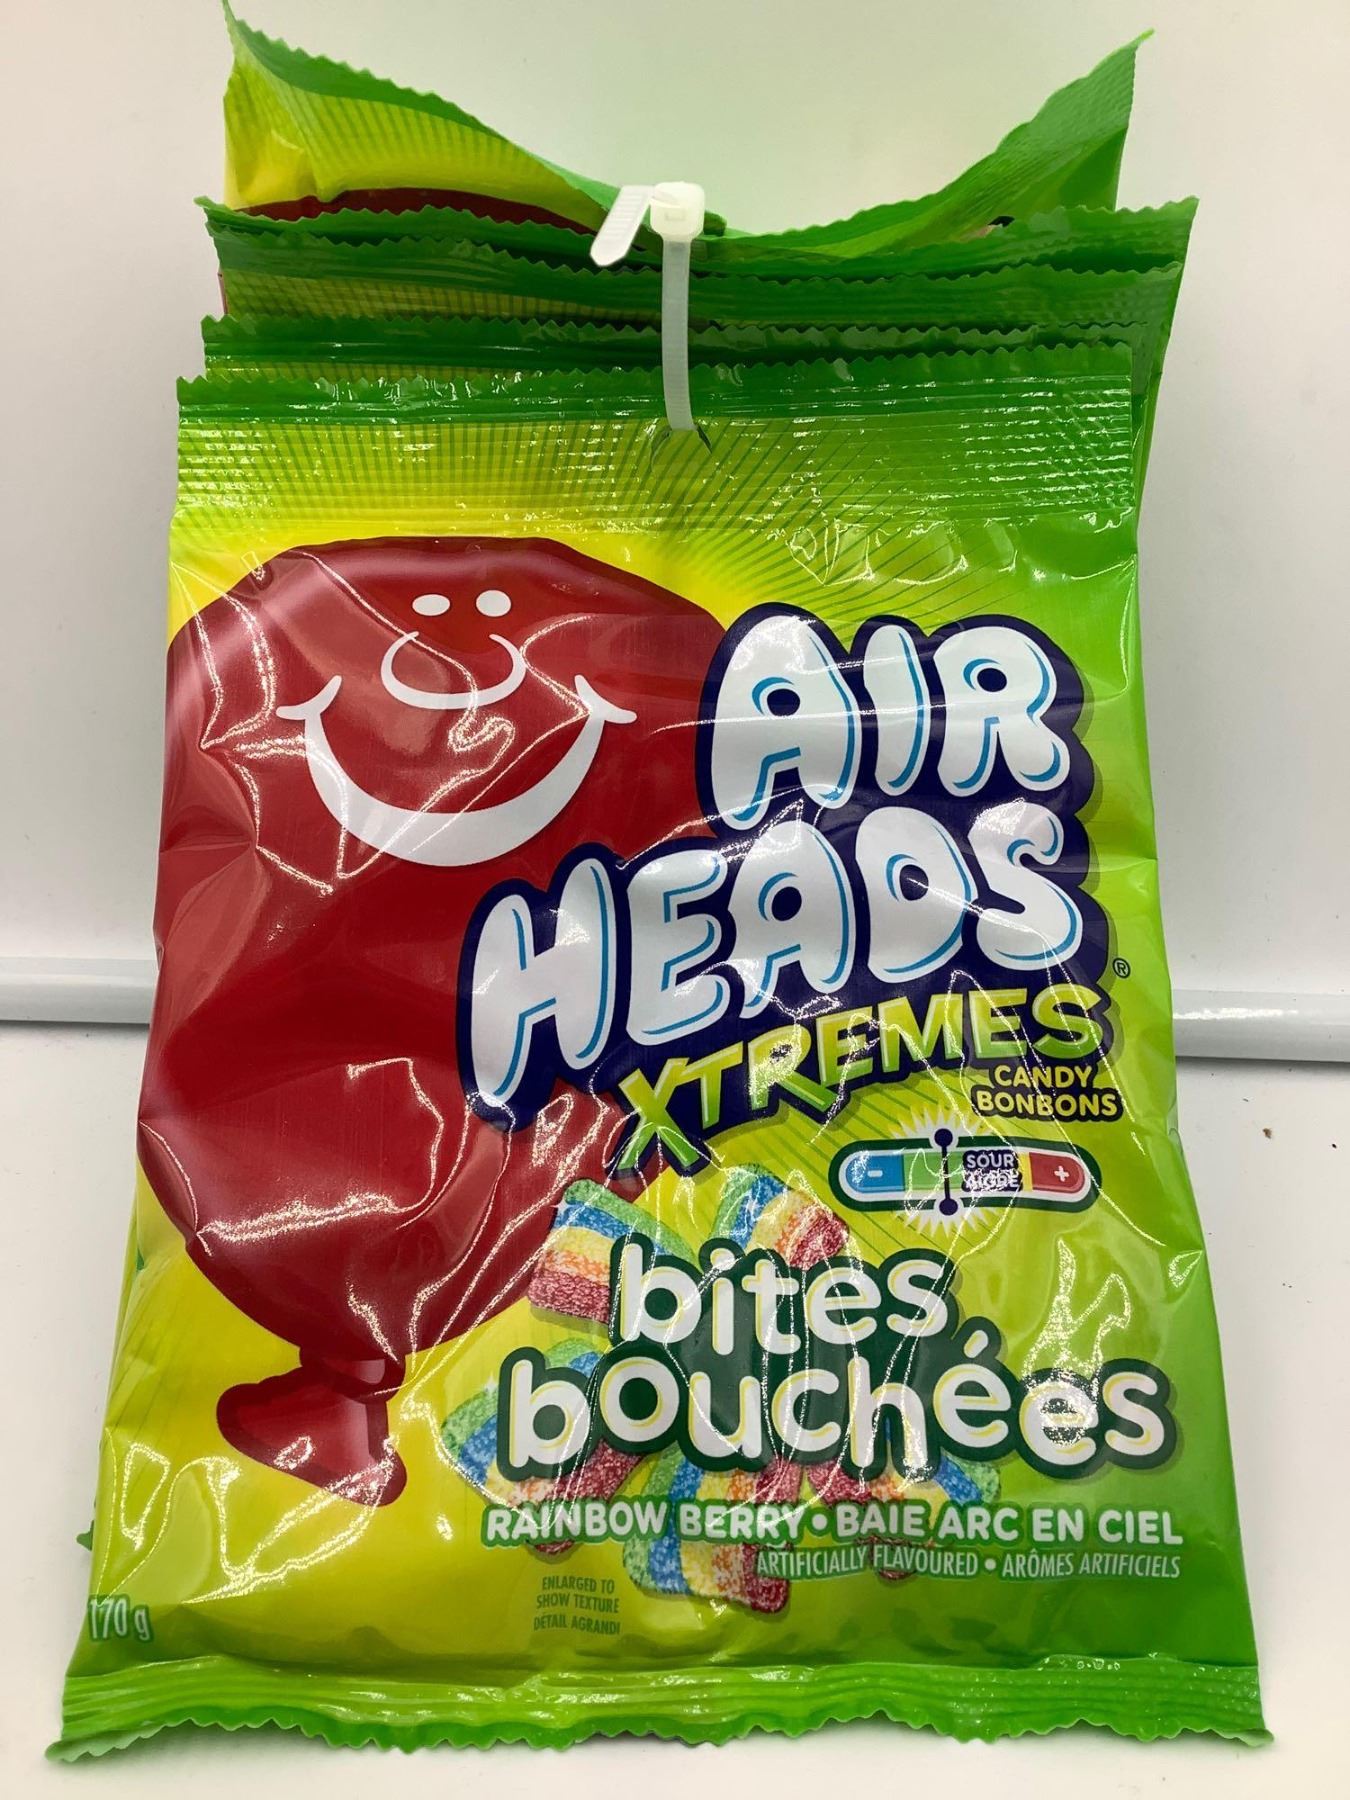 AIR
HEADS®
XTREMES
CANDY
BONBONS
- SOUR +
AIGRE
bites
bouchées
RAINBOW BERRY • BAIE ARC EN CIEL
ARTIFICIALLY FLAVOURED • ARÔMES ARTIFICIELS
ENLARGED TO
SHOW TEXTURE
DÉTAIL AGRANDI
170 g